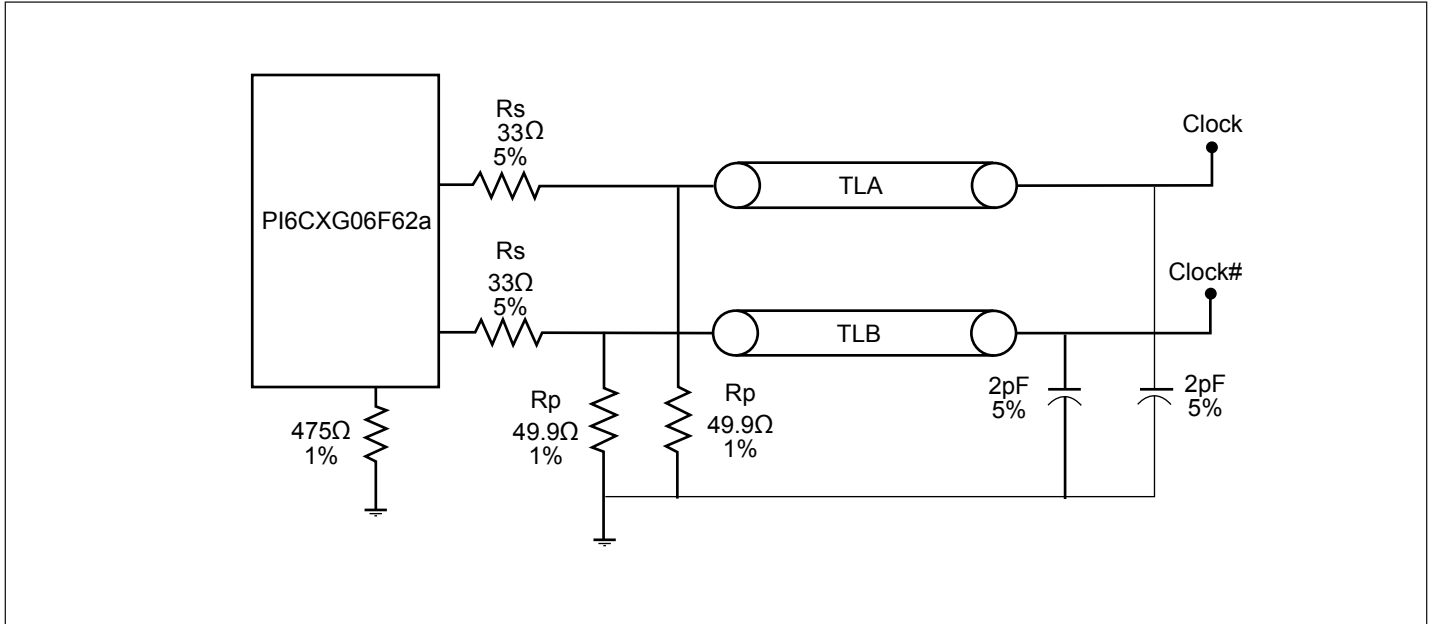 Rs
33Ω
5%
Clock
TLA
PI6CXG06F62a
Rs
33Ω
5%
Clock#
TLB
475Ω
1%
Rp
49.9Ω
1%
Rp
49.9Ω
1%
2pF
5%
2pF
5%